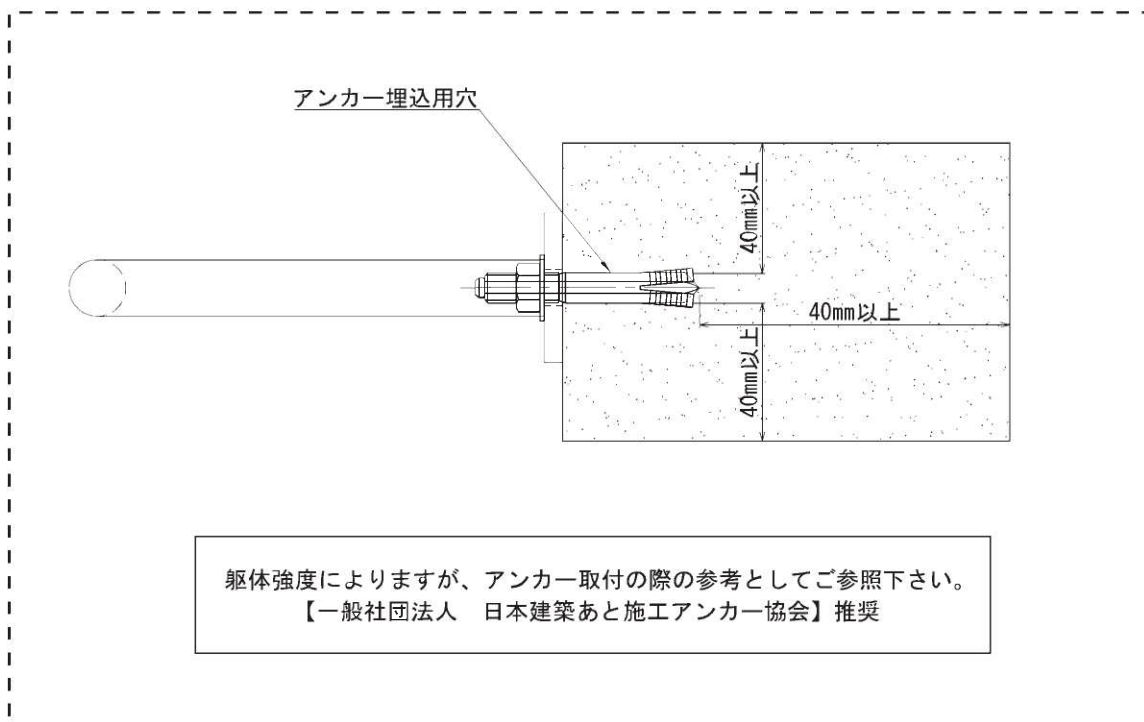 アンカー埋込用穴
40mm以上
40mm以上
40mm以上
躯体強度によりますが、アンカー取付の際の参考としてご参照下さい。
【一般社団法人　日本建築あと施工アンカー協会】推奨